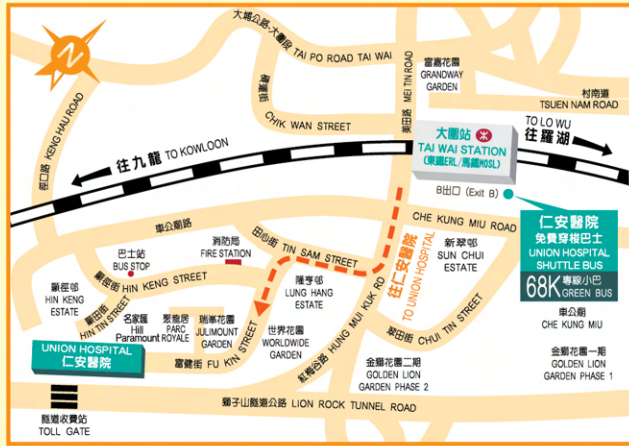 大埔公路-大圍段 TAI PO ROAD TAI WAI
積運街
CHIK WAN STREET
美田路 MEI TIN ROAD
富嘉花園
GRANDWAY
GARDEN
村南道
TSUEN NAM ROAD
N
徑口路 KENG HAU ROAD
往九龍 TO KOWLOON
大圍站
TAI WAI STATION
(東鐵ERL/馬鐵MOSL)
TO LO WU
往羅湖
B出口 (Exit B)
車公廟路
CHE KUNG MIU ROAD
仁安醫院
免費穿梭巴士
UNION HOSPITAL
SHUTTLE BUS
68K 專線小巴
GREEN BUS
巴士站
BUS STOP
消防局
FIRE STATION
田心街 TIN SAM STREET
往仁安醫院
TO UNION HOSPITAL
新翠邨
SUN CHUI
ESTATE
顯徑邨
HIN KENG
ESTATE
顯徑街 HIN KENG STREET
顯田街
HIN TIN STREET
隆亨邨
LUNG HANG
ESTATE
名家匯
Hill
Paramount
聚龍居
PARC
ROYALE
瑞峯花園
JULIMOUNT
GARDEN
世界花園
WORLDWIDE
GARDEN
紅梅谷路 HUNG MUI KUK RD
翠田街 CHUI TIN STREET
車公廟
CHE KUNG MIU
UNION HOSPITAL
仁安醫院
富健街 FU KIN STREET
金獅花園二期
GOLDEN LION
GARDEN PHASE 2
金獅花園一期
GOLDEN LION
GARDEN PHASE 1
獅子山隧道公路 LION ROCK TUNNEL ROAD
隧道收費站
TOLL GATE